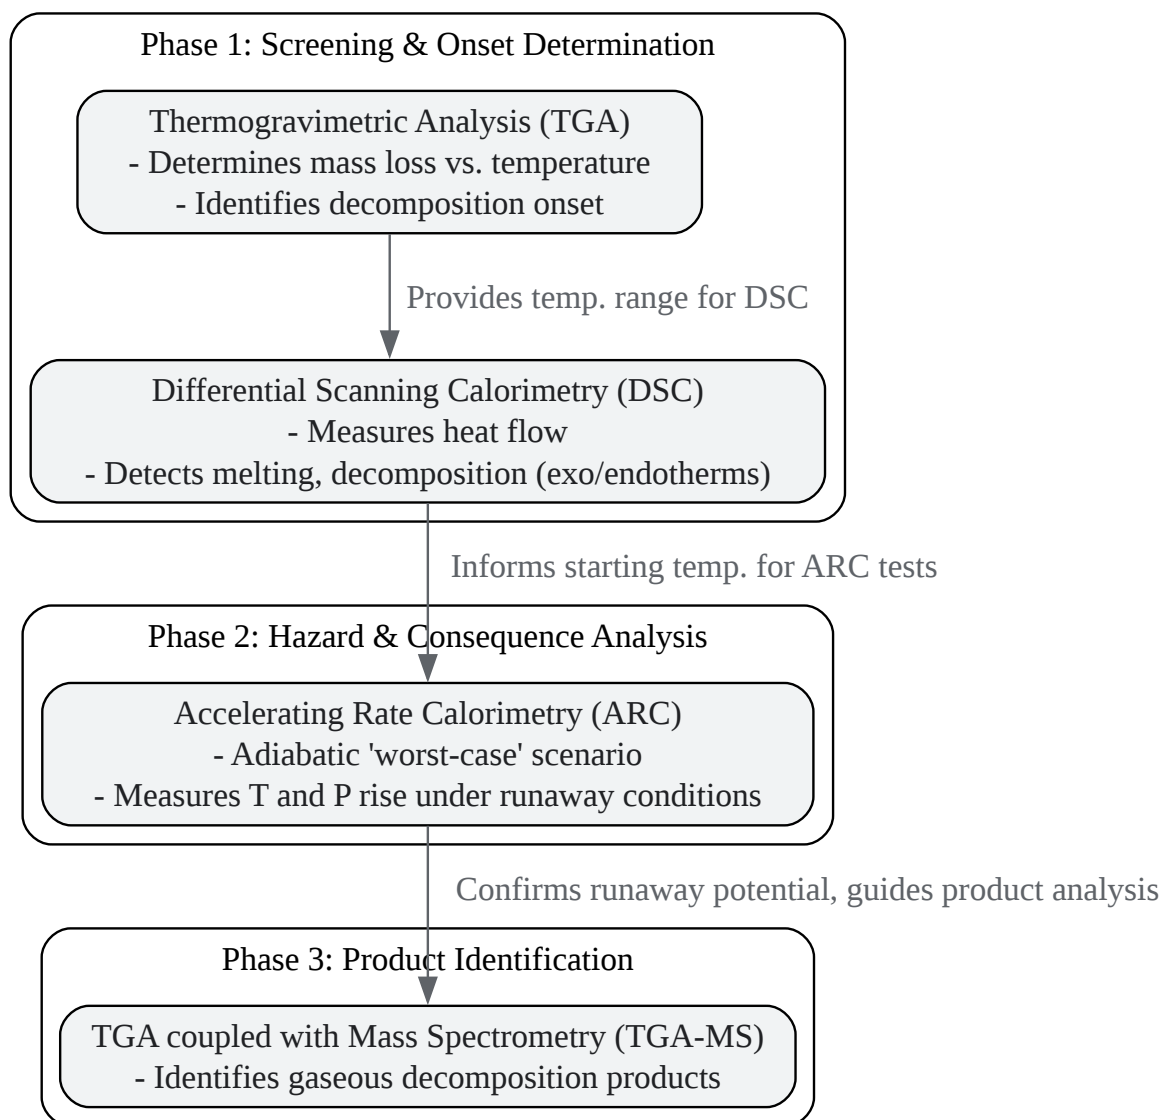 Phase 1: Screening & Onset Determination
Thermogravimetric Analysis (TGA)
- Determines mass loss vs. temperature
- Identifies decomposition onset
Provides temp. range for DSC
Differential Scanning Calorimetry (DSC)
- Measures heat flow
- Detects melting, decomposition (exo/endotherms)
Informs starting temp. for ARC tests
Phase 2: Hazard & Consequence Analysis
Accelerating Rate Calorimetry (ARC)
- Adiabatic 'worst-case' scenario
- Measures T and P rise under runaway conditions
Confirms runaway potential, guides product analysis
Phase 3: Product Identification
TGA coupled with Mass Spectrometry (TGA-MS)
- Identifies gaseous decomposition products